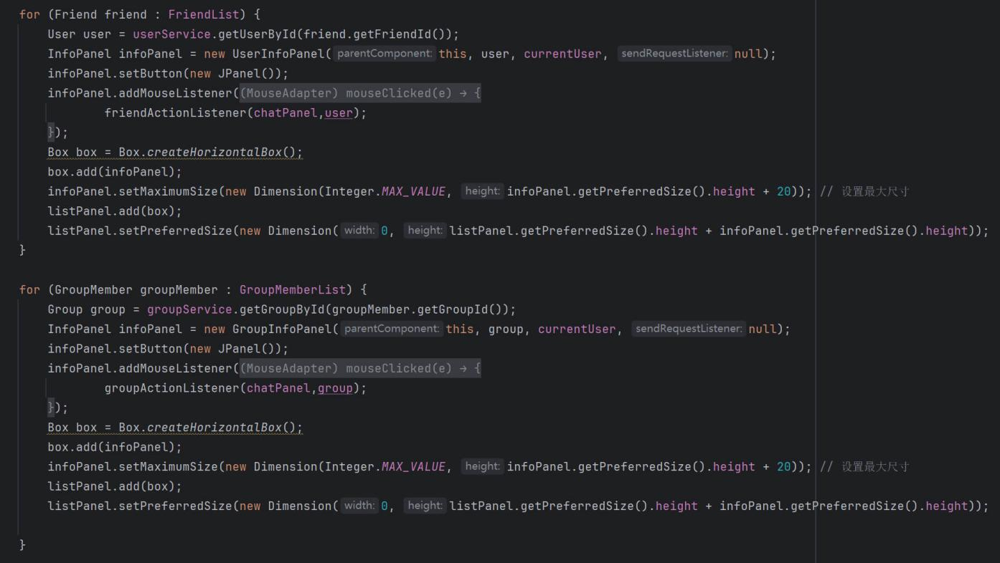 for (Friend friend : FriendList) {
User user = userService.getUserById(friend.getFriendId());
InfoPanel infoPanel = new UserInfoPanel( parentComponent: this, user, currentUser, sendRequestListener: null);
infoPanel.setButton(new JPanel());
infoPanel.addMouseListener((MouseAdapter) mouseClicked(e) → {
friendActionListener(chatPanel,user);
});
Box box = Box.createHorizontalBox();
box.add(infoPanel);
infoPanel.setMaximumSize(new Dimension(Integer.MAX_VALUE, height: infoPanel.getPreferredSize().height + 20)); // 设置最大尺寸
listPanel.add(box);
listPanel.setPreferredSize(new Dimension( width: 0, height: listPanel.getPreferredSize().height + infoPanel.getPreferredSize().height));
}
for (GroupMember groupMember : GroupMemberList) {
Group group = groupService.getGroupById(groupMember.getGroupId());
InfoPanel infoPanel = new GroupInfoPanel( parentComponent: this, group, currentUser, sendRequestListener: null);
infoPanel.setButton(new JPanel());
infoPanel.addMouseListener((MouseAdapter) mouseClicked(e) → {
groupActionListener(chatPanel,group);
});
Box box = Box.createHorizontalBox();
box.add(infoPanel);
infoPanel.setMaximumSize(new Dimension(Integer.MAX_VALUE, height: infoPanel.getPreferredSize().height + 20)); // 设置最大尺寸
listPanel.add(box);
listPanel.setPreferredSize(new Dimension( width: 0, height: listPanel.getPreferredSize().height + infoPanel.getPreferredSize().height));
}